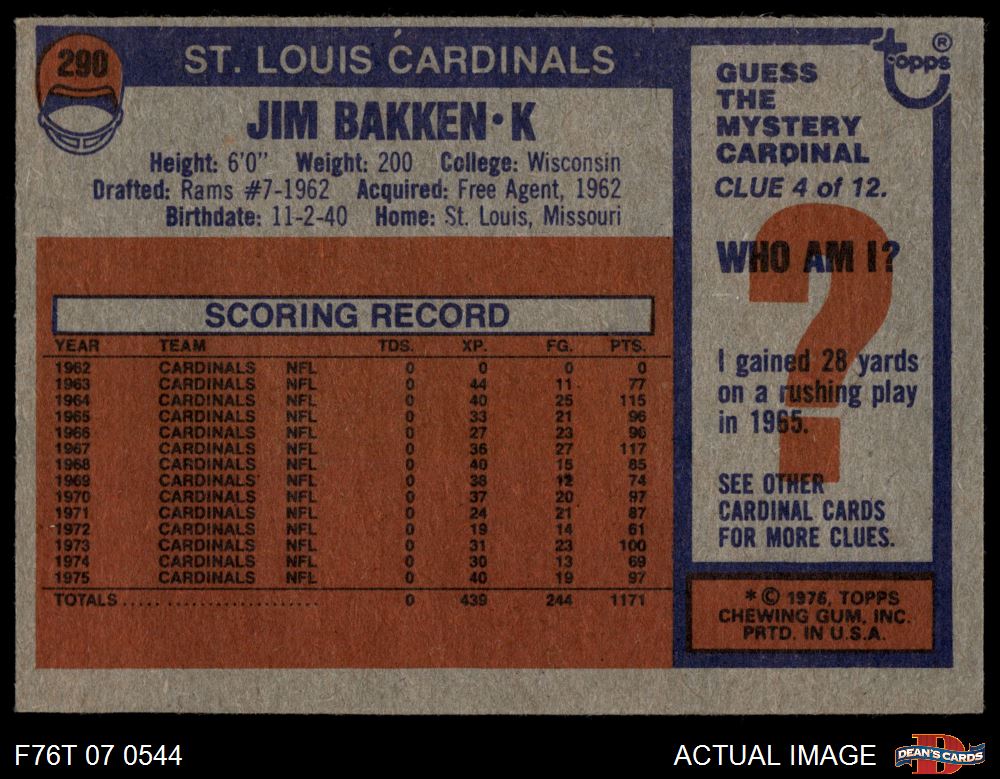 290
ST. LOUIS CARDINALS
JIM BAKKEN • K
Height: 6'0" Weight: 200 College: Wisconsin
Drafted: Rams #7-1962 Acquired: Free Agent, 1962
Birthdate: 11-2-40 Home: St. Louis, Missouri
SCORING RECORD
YEAR TEAM TDS. XP. FG. PTS.
1962 CARDINALS NFL 0 0 0 0
1963 CARDINALS NFL 0 44 11 77
1964 CARDINALS NFL 0 40 25 115
1965 CARDINALS NFL 0 33 21 96
1966 CARDINALS NFL 0 27 23 96
1967 CARDINALS NFL 0 36 27 117
1968 CARDINALS NFL 0 40 15 85
1969 CARDINALS NFL 0 38 12 74
1970 CARDINALS NFL 0 37 20 97
1971 CARDINALS NFL 0 24 21 87
1972 CARDINALS NFL 0 19 14 61
1973 CARDINALS NFL 0 31 23 100
1974 CARDINALS NFL 0 30 13 69
1975 CARDINALS NFL 0 40 19 97
TOTALS ........................ 0 439 244 1171
topps ®
GUESS
THE
MYSTERY
CARDINAL
CLUE 4 of 12.
WHO AM I?
I gained 28 yards
on a rushing play
in 1965.
SEE OTHER
CARDINAL CARDS
FOR MORE CLUES.
* © 1976, TOPPS
CHEWING GUM, INC.
PRTD. IN U.S.A.
F76T 07 0544
ACTUAL IMAGE
DEAN'S CARDS